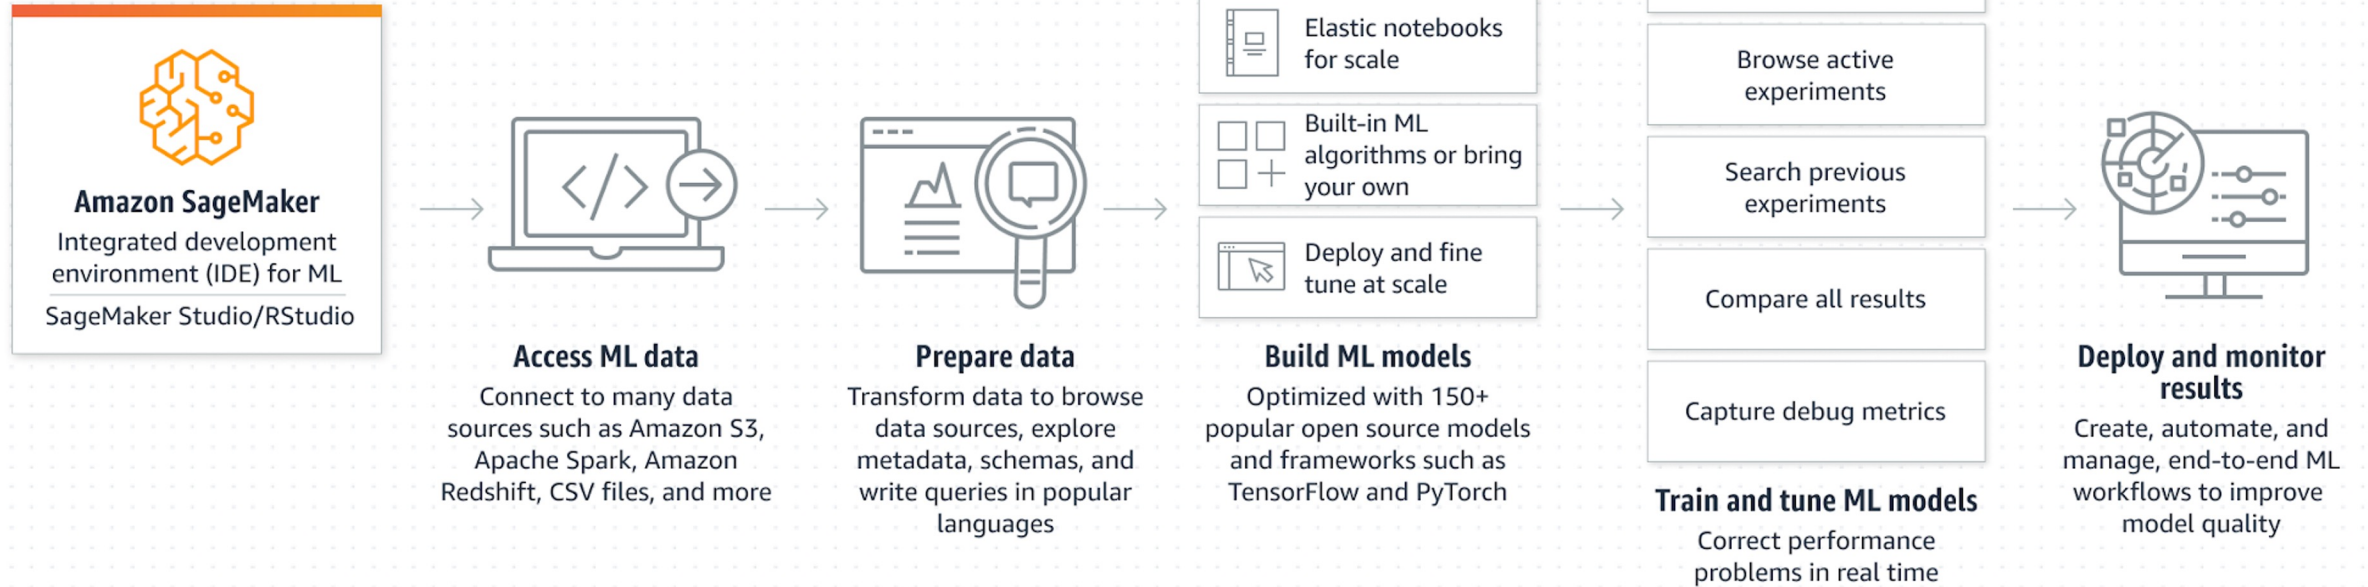 Amazon SageMaker
Integrated development
environment (IDE) for ML
SageMaker Studio/RStudio
Access ML data
Connect to many data
sources such as Amazon S3,
Apache Spark, Amazon
Redshift, CSV files, and more
Prepare data
Transform data to browse
data sources, explore
metadata, schemas, and
write queries in popular
languages
Elastic notebooks
for scale
Built-in ML
algorithms or bring
your own
Deploy and fine
tune at scale
Build ML models
Optimized with 150+
popular open source models
and frameworks such as
TensorFlow and PyTorch
Browse active
experiments
Search previous
experiments
Compare all results
Capture debug metrics
Train and tune ML models
Correct performance
problems in real time
Deploy and monitor
results
Create, automate, and
manage, end-to-end ML
workflows to improve
model quality